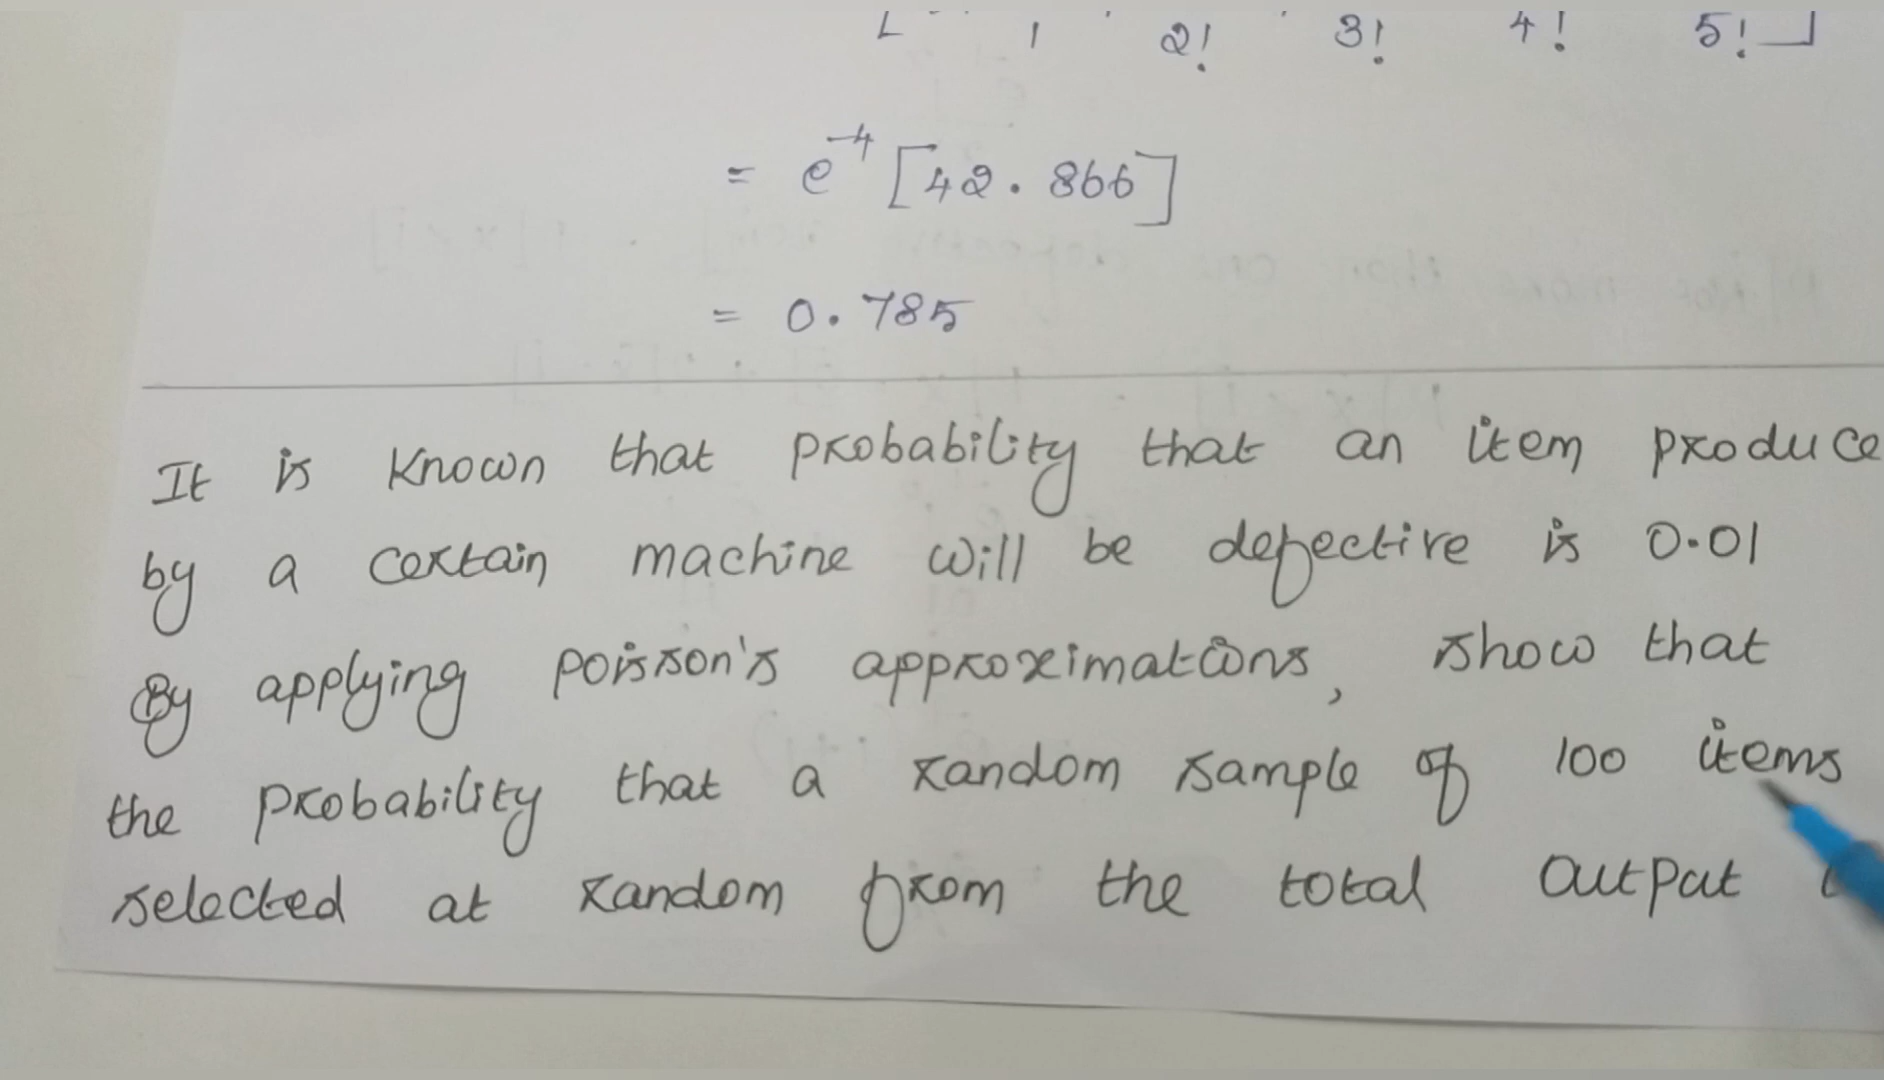 [ 1 2! 3! 4! 5! ]
= e⁻⁴ [42.866]
= 0.785
It is known that probability that an item produce
by a certain machine will be defective is 0.01
By applying poisson's approximations, show that
the probability that a random sample of 100 items
selected at random from the total output